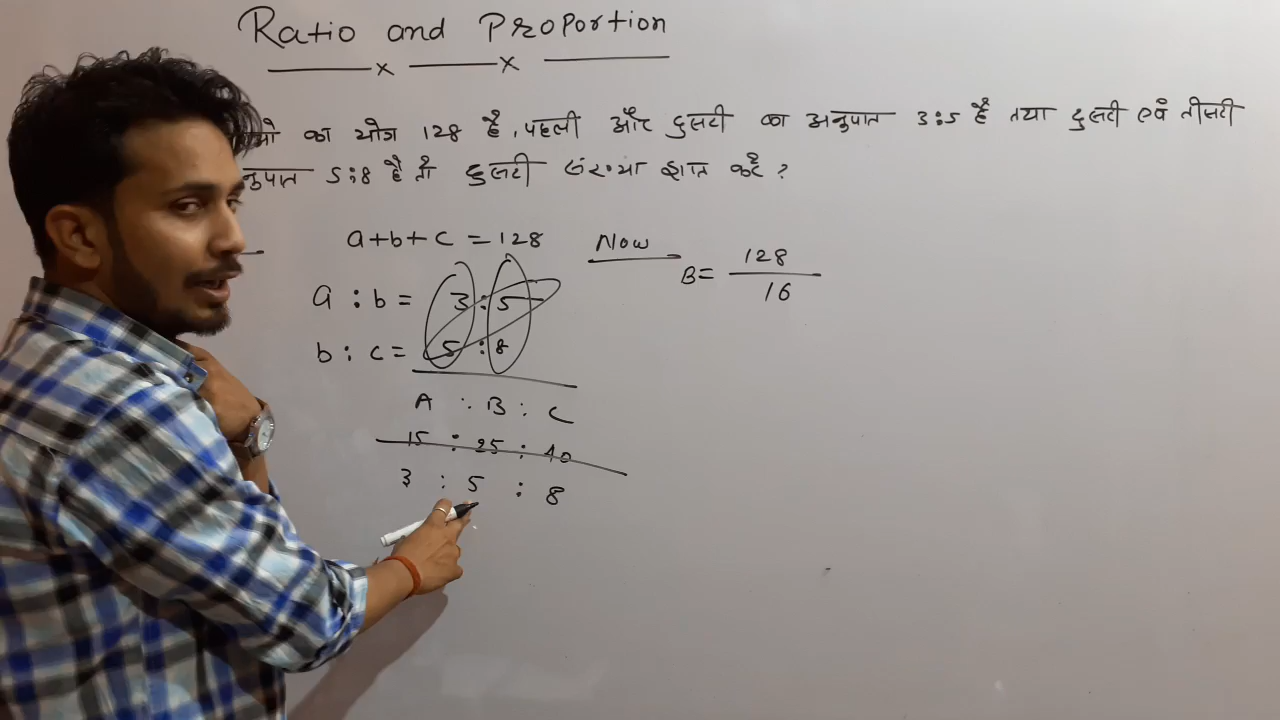 Ratio and Proportion
का योग 128 है, पहली और दुसरी का अनुपात 3:5 है तथा दुसरी एवं तीसरी
नुपात 5:8 है तो दुसरी संख्या ज्ञात करें ?
a+b+c = 128
a : b = 3 : 5
b : c = 5 : 8
A : B : C
15 : 25 : 40
3 : 5 : 8
Now
B = 128
16